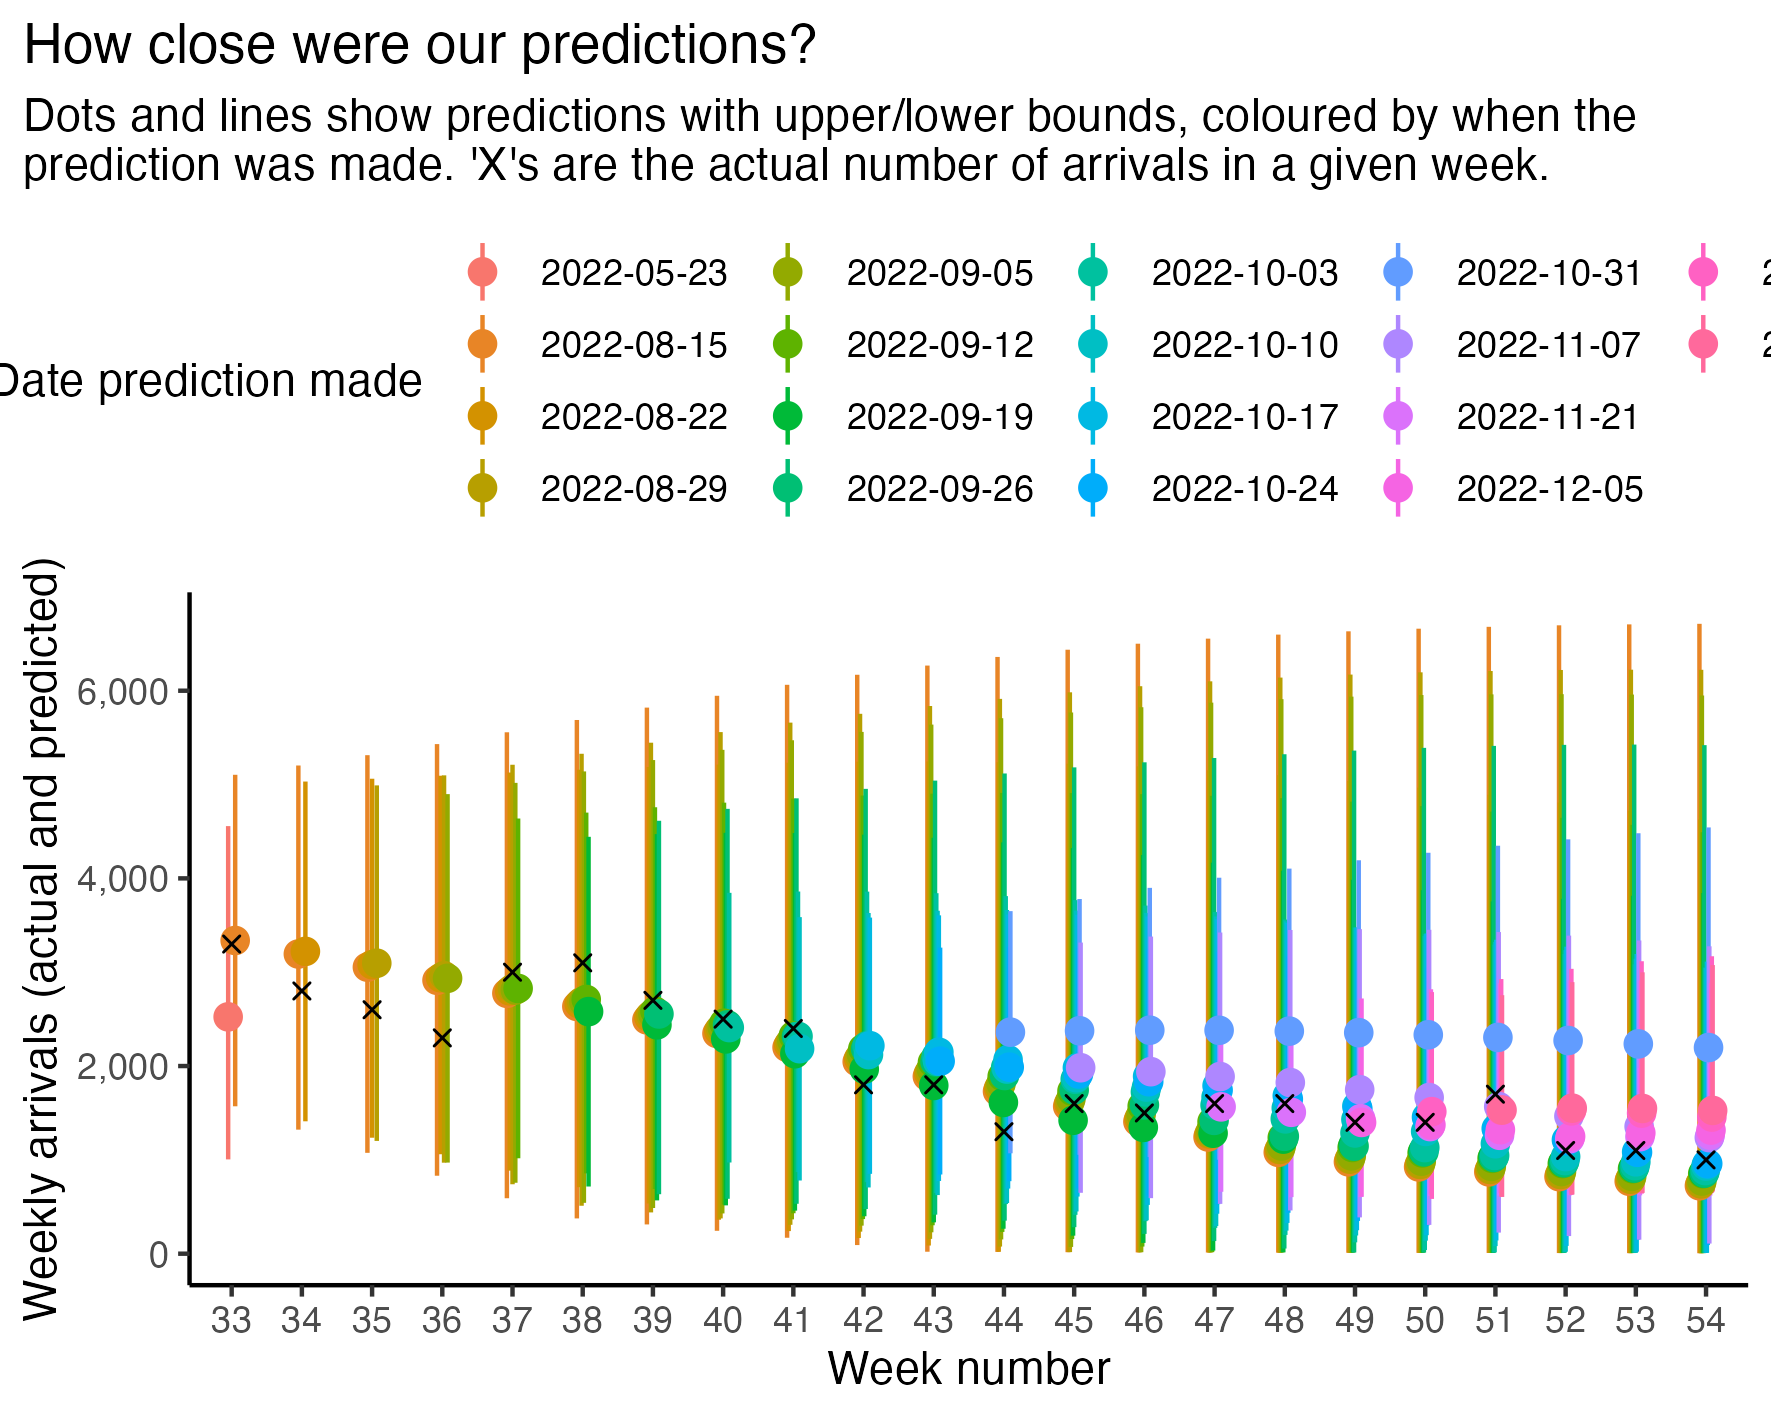 How close were our predictions?
Dots and lines show predictions with upper/lower bounds, coloured by when the
prediction was made. 'X's are the actual number of arrivals in a given week.
Date prediction made
2022-05-23
2022-08-15
2022-08-22
2022-08-29
2022-09-05
2022-09-12
2022-09-19
2022-09-26
2022-10-03
2022-10-10
2022-10-17
2022-10-24
2022-10-31
2022-11-07
2022-11-21
2022-12-05
Weekly arrivals (actual and predicted)
6,000
4,000
2,000
0
33 34 35 36 37 38 39 40 41 42 43 44 45 46 47 48 49 50 51 52 53 54
Week number